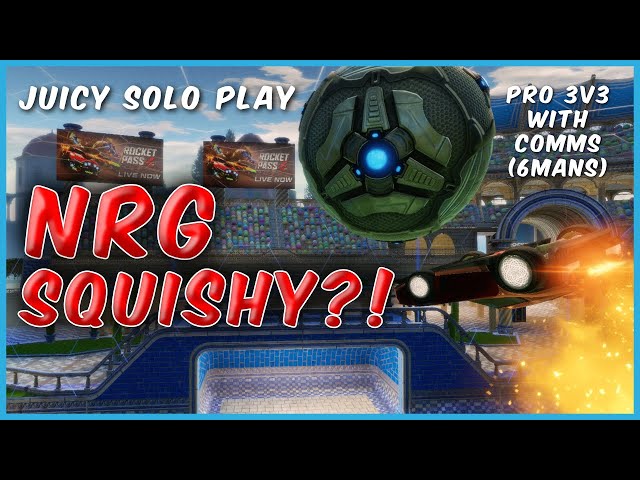 JUICY SOLO PLAY
PRO 3V3
WITH
COMMS
(6MANS)
ROCKET
PASS
LIVE NOW
ROCKET
PASS
LIVE NOW
NRG
SQUISHY?!